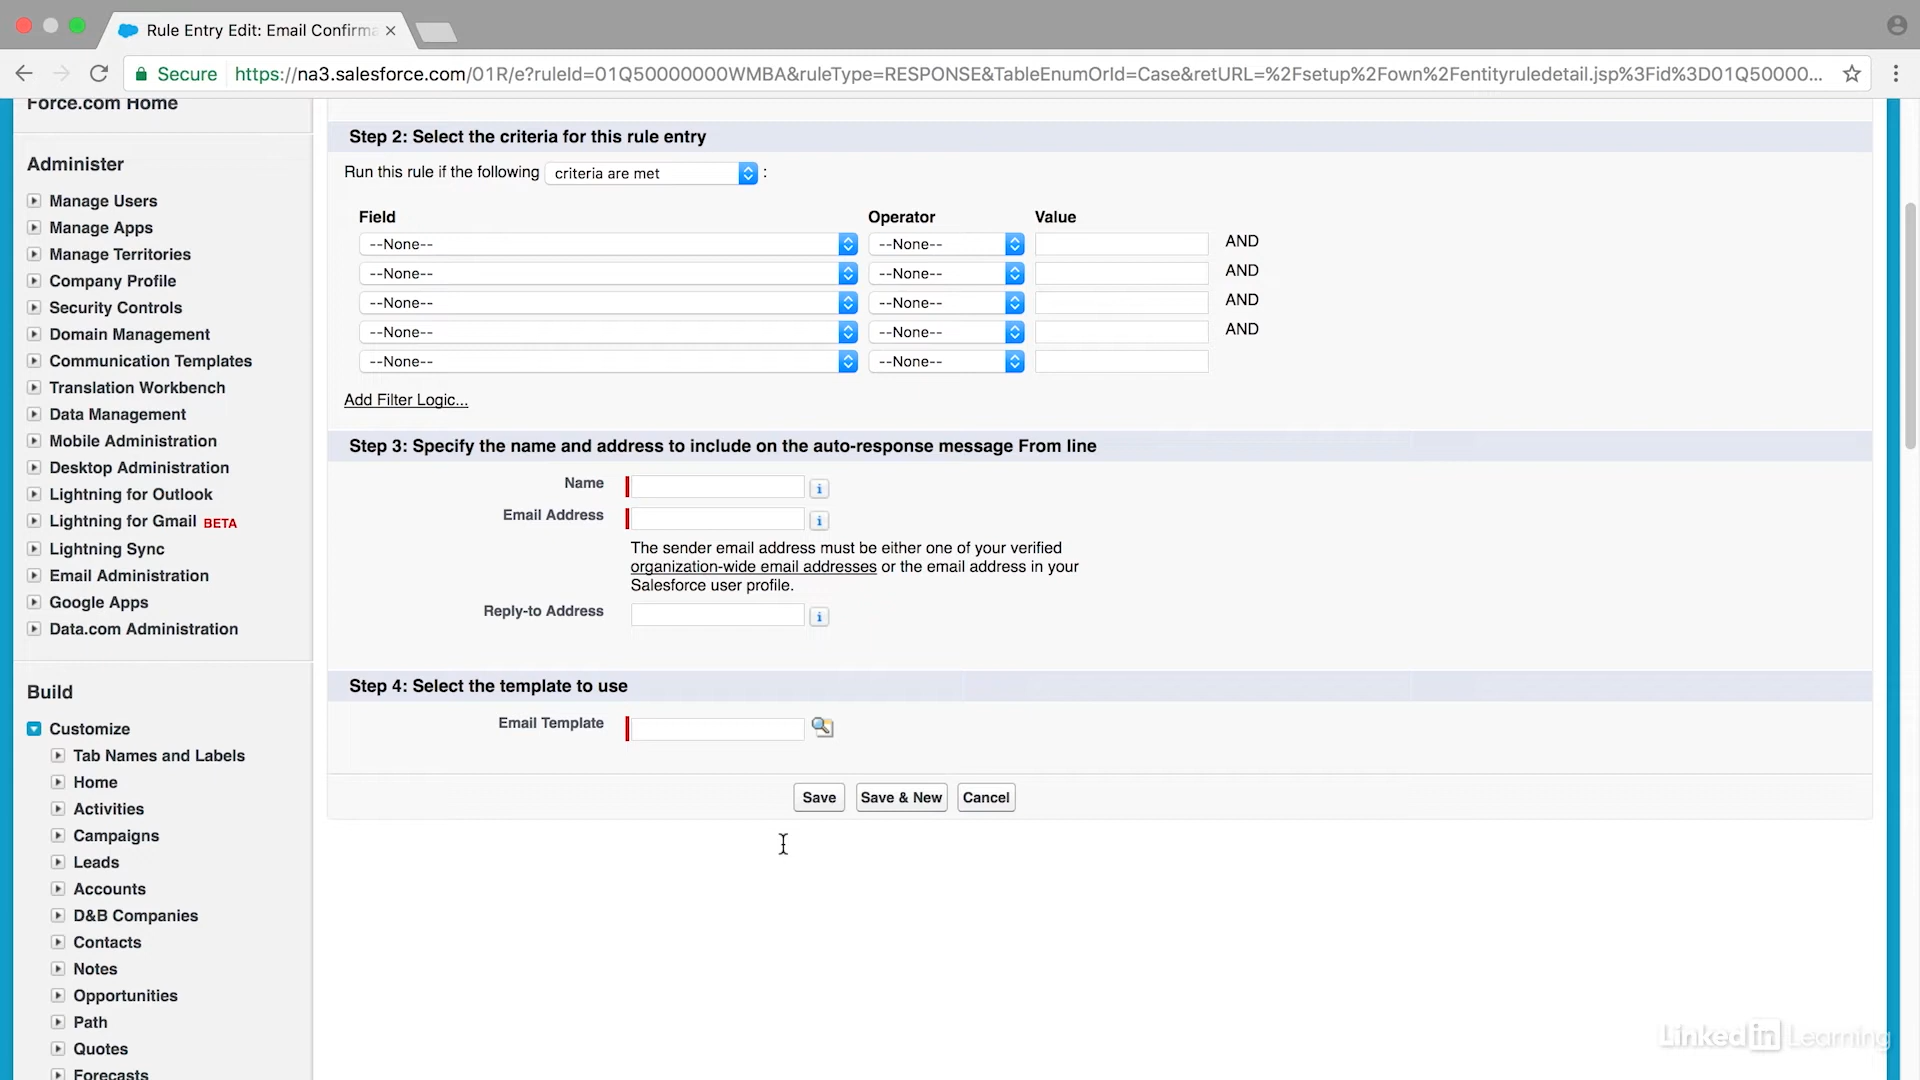 Rule Entry Edit: Email Confirma
Secure
https://na3.salesforce.com/01R/e?ruleId=01Q50000000WMBA&ruleType=RESPONSE&TableEnumOrId=Case&retURL=%2Fsetup%2Fown%2Fentityruledetail.jsp%3Fid%3D01Q50000...
Force.com Home
Administer
Manage Users
Manage Apps
Manage Territories
Company Profile
Security Controls
Domain Management
Communication Templates
Translation Workbench
Data Management
Mobile Administration
Desktop Administration
Lightning for Outlook
Lightning for Gmail BETA
Lightning Sync
Email Administration
Google Apps
Data.com Administration
Build
Customize
Tab Names and Labels
Home
Activities
Campaigns
Leads
Accounts
D&B Companies
Contacts
Notes
Opportunities
Path
Quotes
Forecasts
Step 2: Select the criteria for this rule entry
Run this rule if the following criteria are met :
Field Operator Value
--None-- --None-- AND
--None-- --None-- AND
--None-- --None-- AND
--None-- --None-- AND
--None-- --None--
Add Filter Logic...
Step 3: Specify the name and address to include on the auto-response message From line
Name
Email Address
The sender email address must be either one of your verified
organization-wide email addresses or the email address in your
Salesforce user profile.
Reply-to Address
Step 4: Select the template to use
Email Template
Save Save & New Cancel
Linked in Learning